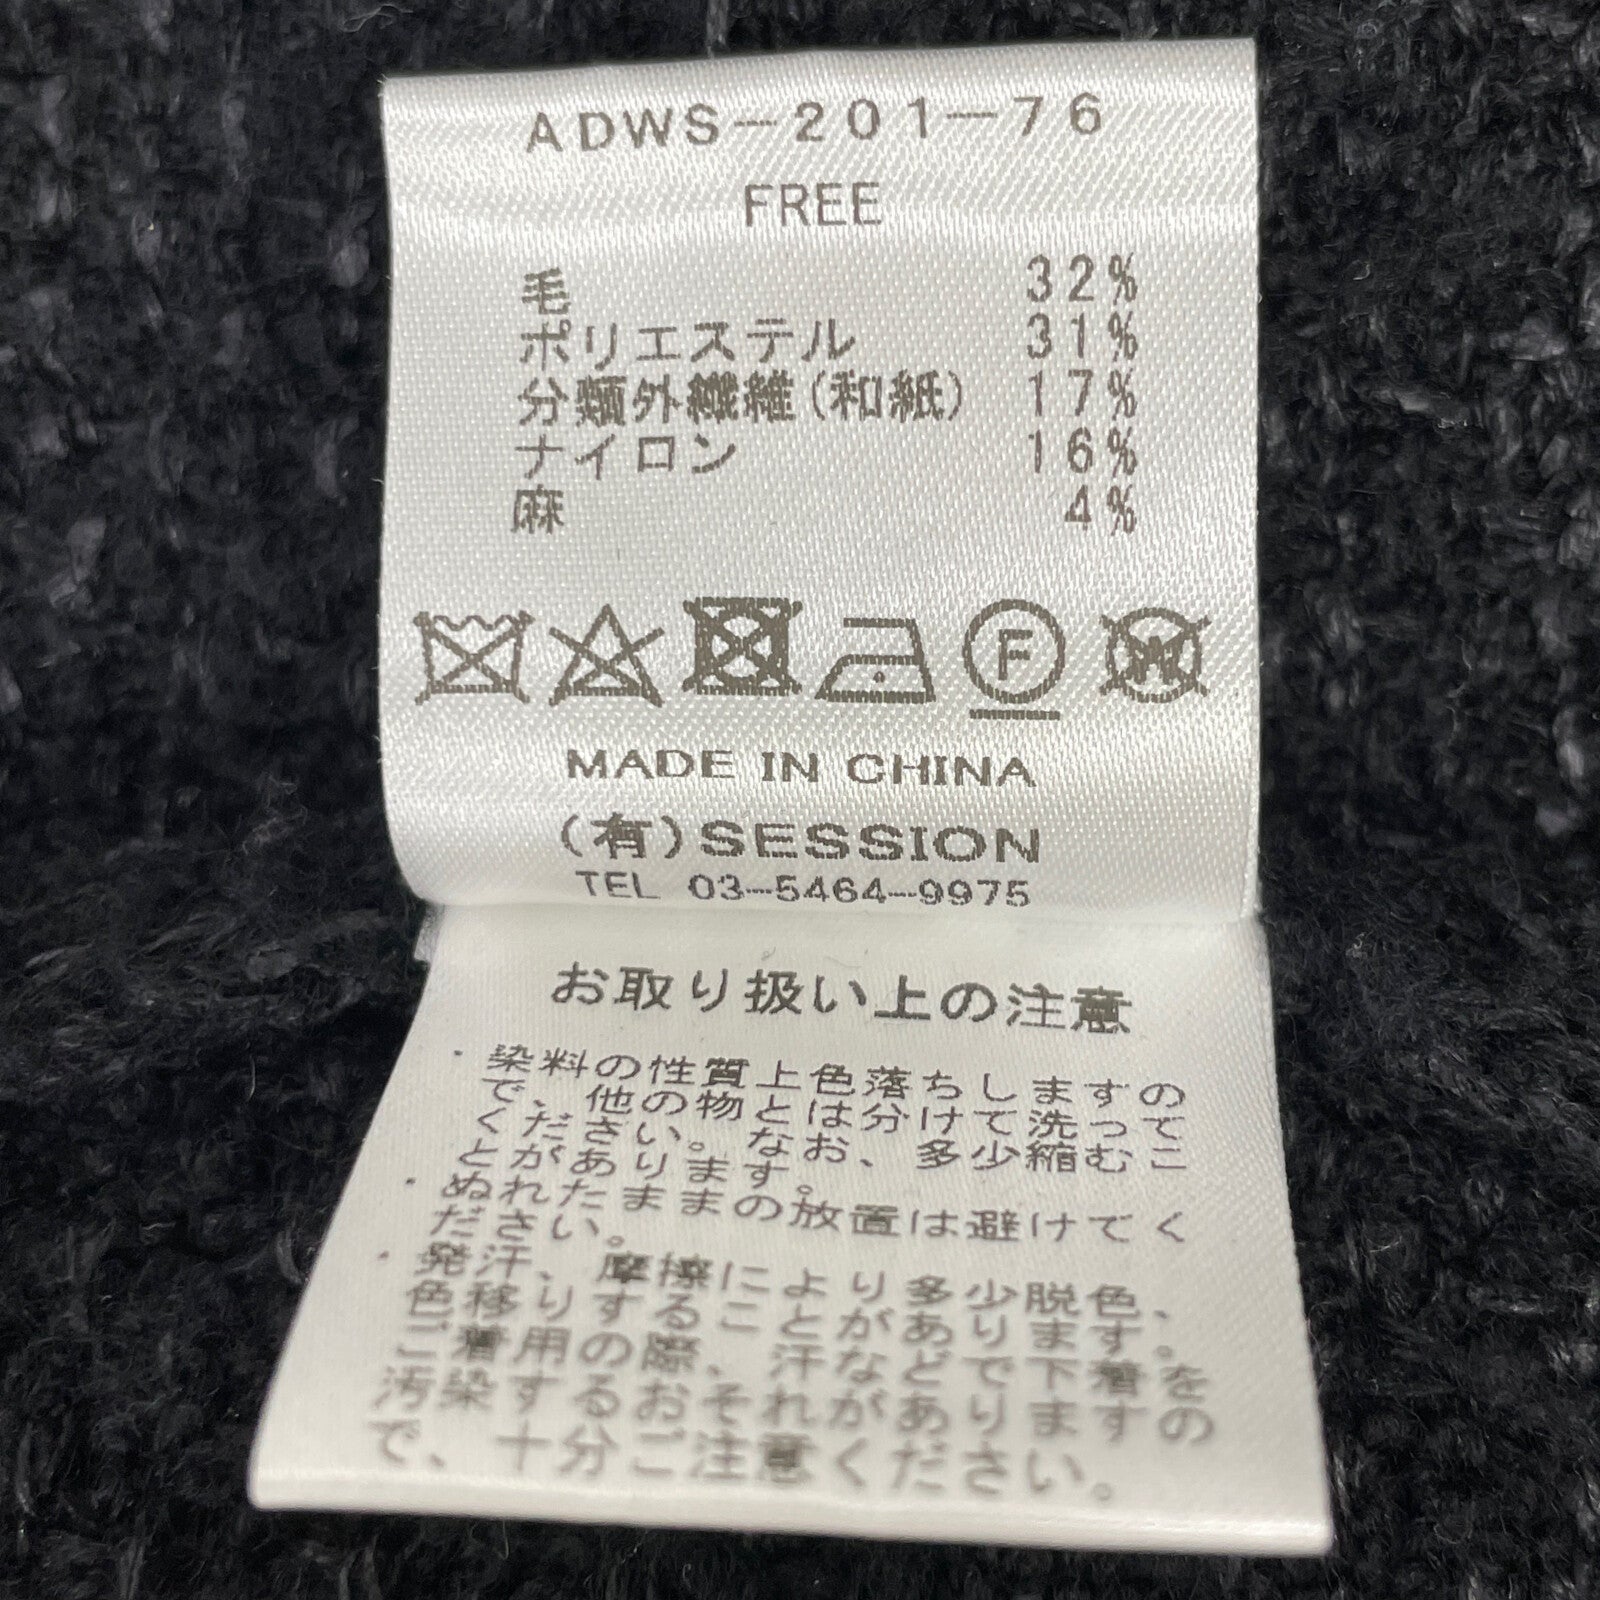 ADWS-201-76
FREE
毛 32%
ポリエステル 31%
分類外繊維(和紙) 17%
ナイロン 16%
麻 4%
F
W
MADE IN CHINA
(有)SESSION
TEL 03-5464-9975
お取り扱い上の注意
・染料の性質上色落ちしますの
で、他の物とは分けて洗って
ください。なお、多少縮むこ
とがあります。
・ぬれたままの放置は避けてく
ださい。
・発汗、摩擦により多少脱色、
色移りすることがあります。
ご着用の際、汗などで下着を
汚染するおそれがありますの
で、十分ご注意ください。